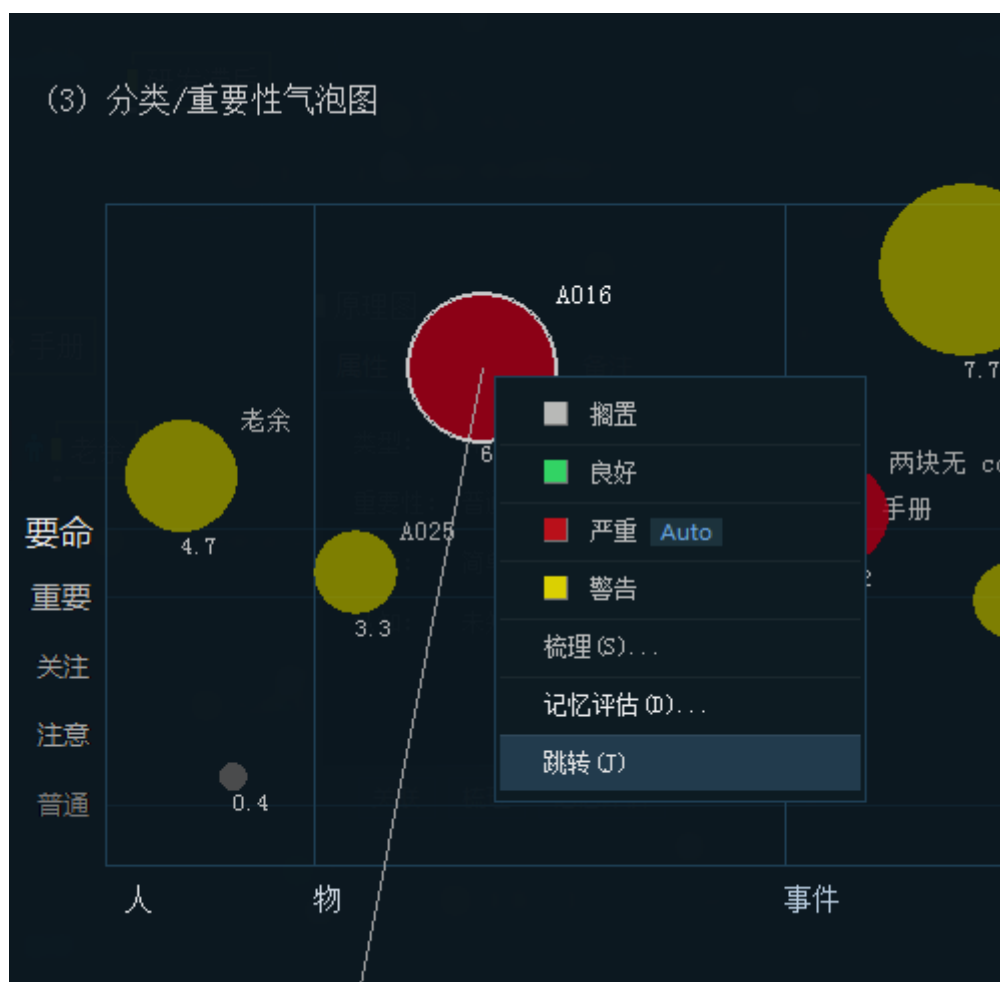 (3) 分类/重要性气泡图
A016
7.7
老余
搁置
6
良好
两块无 co
手册
A025
严重 Auto
要命
4.7
2
警告
重要
3.3
梳理(S)...
关注
记忆评估(D)...
注意
跳转(J)
普通
0.4
人
物
事件